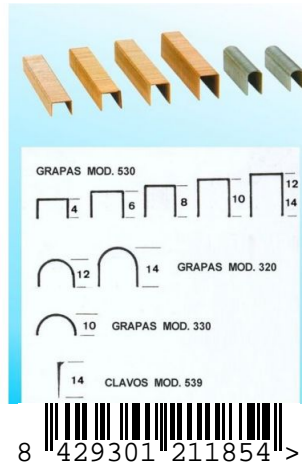 GRAPAS MOD. 530
4 6 8 10 12 14
12 14 GRAPAS MOD. 320
10 GRAPAS MOD. 330
14 CLAVOS MOD. 539
8 429301 211854 >